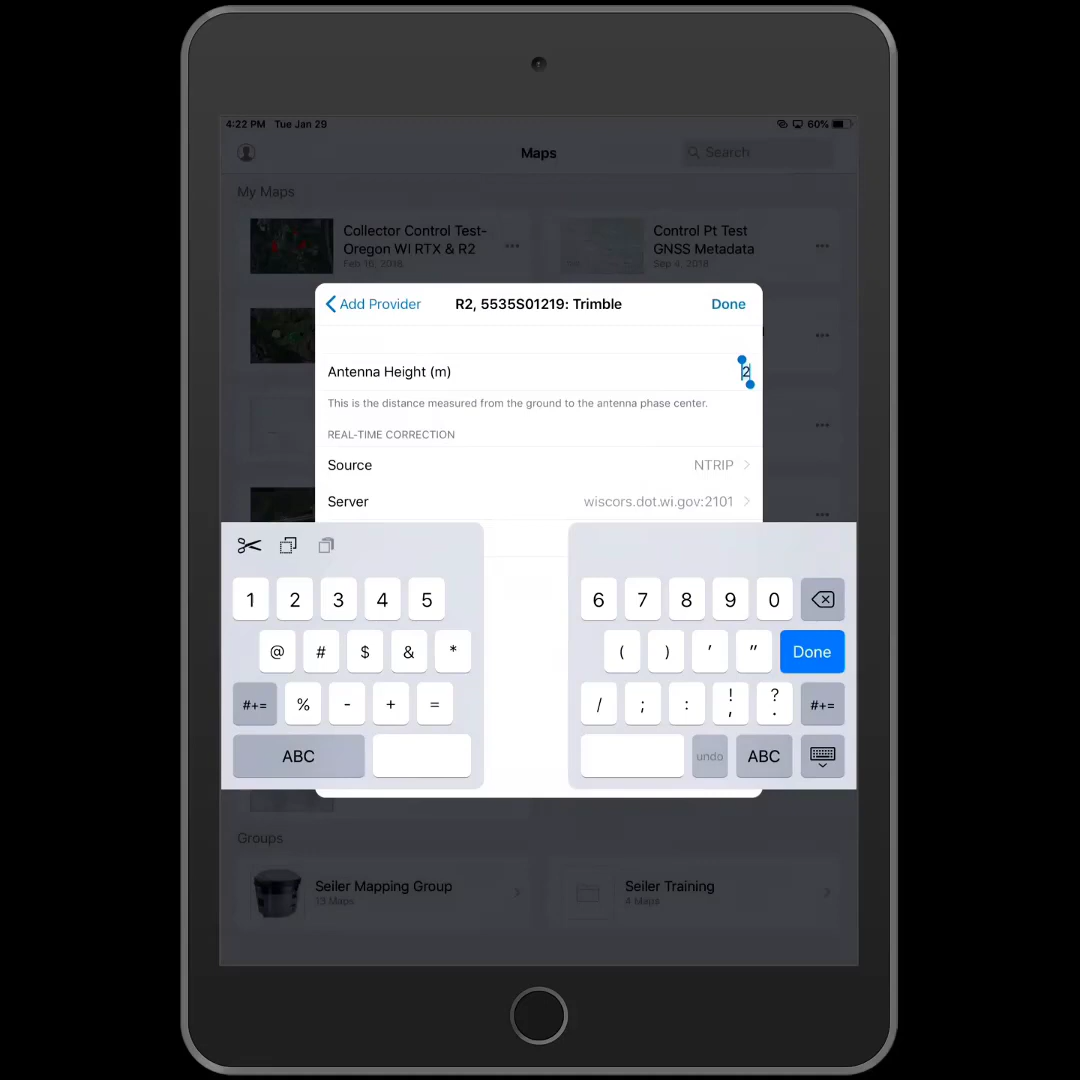 4:22 PM Tue Jan 29
60%
Maps
Search
My Maps
Collector Control Test-
Oregon WI RTX & R2
Feb 16, 2018
Control Pt Test
GNSS Metadata
Sep 4, 2018
Add Provider
R2, 5535S01219: Trimble
Done
Antenna Height (m)
2
This is the distance measured from the ground to the antenna phase center.
REAL-TIME CORRECTION
Source
NTRIP
Server
wiscors.dot.wi.gov:2101
1 2 3 4 5
6 7 8 9 0
@ # $ & *
( ) ' " Done
#+= % - + =
/ ; : ! , ? . #+=
ABC
undo ABC
Groups
Seiler Mapping Group
13 Maps
Seiler Training
4 Maps